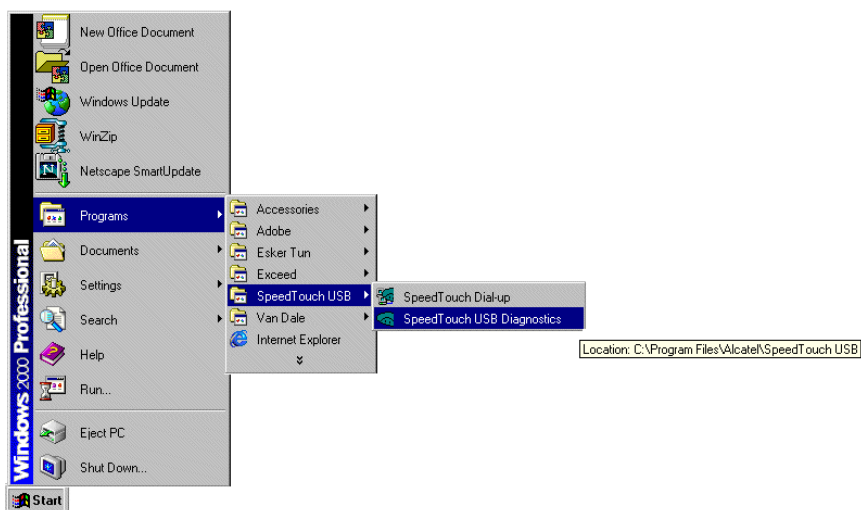 New Office Document
Open Office Document
Windows Update
WinZip
Netscape SmartUpdate
Programs
Documents
Settings
Search
Help
Run...
Eject PC
Shut Down...
Windows 2000 Professional
Start
Accessories
Adobe
Esker Tun
Exceed
SpeedTouch USB
Van Dale
Internet Explorer
SpeedTouch Dial-up
SpeedTouch USB Diagnostics
Location: C:\Program Files\Alcatel\SpeedTouch USB